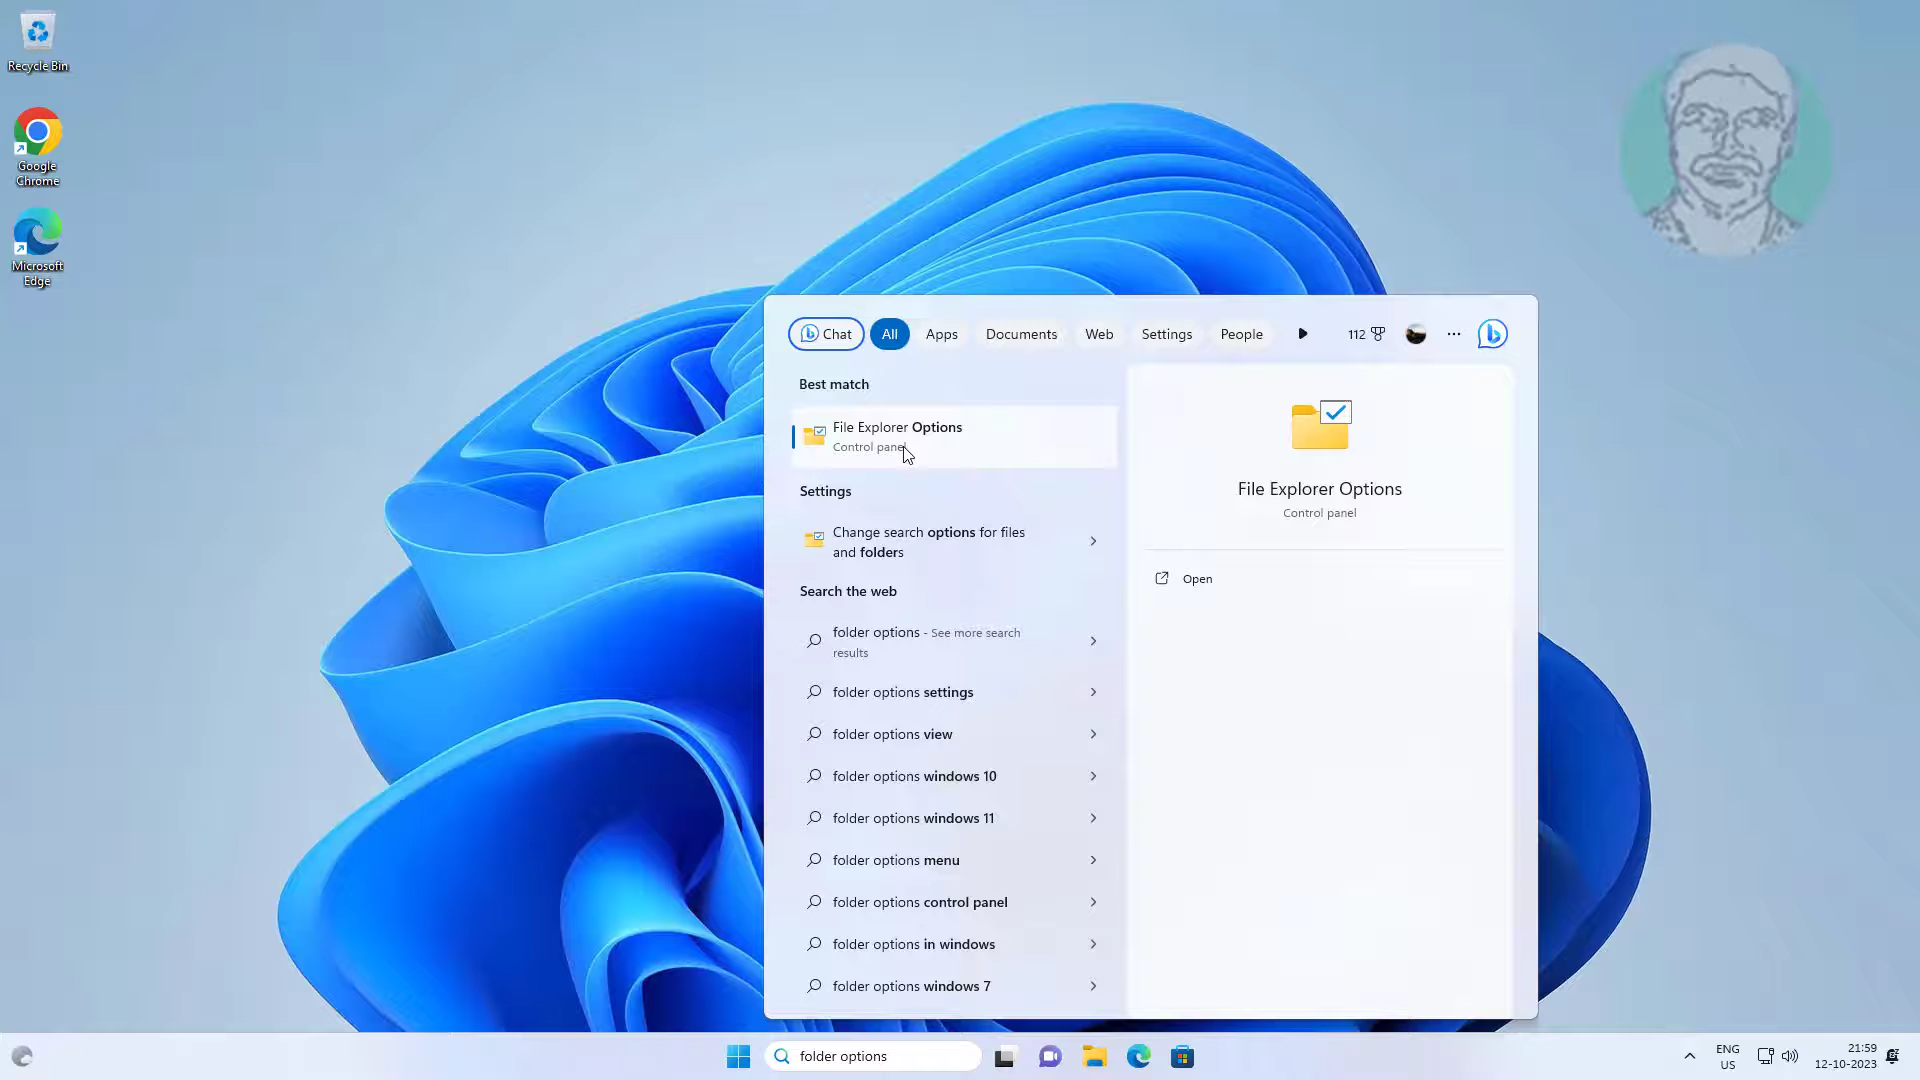 Recycle Bin
Google
Chrome
Microsoft
Edge
Chat
All
Apps
Documents
Web
Settings
People
112
Best match
File Explorer Options
Control panel
Settings
Change search options for files
and folders
Search the web
folder options - See more search
results
folder options settings
folder options view
folder options windows 10
folder options windows 11
folder options menu
folder options control panel
folder options in windows
folder options windows 7
File Explorer Options
Control panel
Open
folder options
ENG
US
21:59
12-10-2023